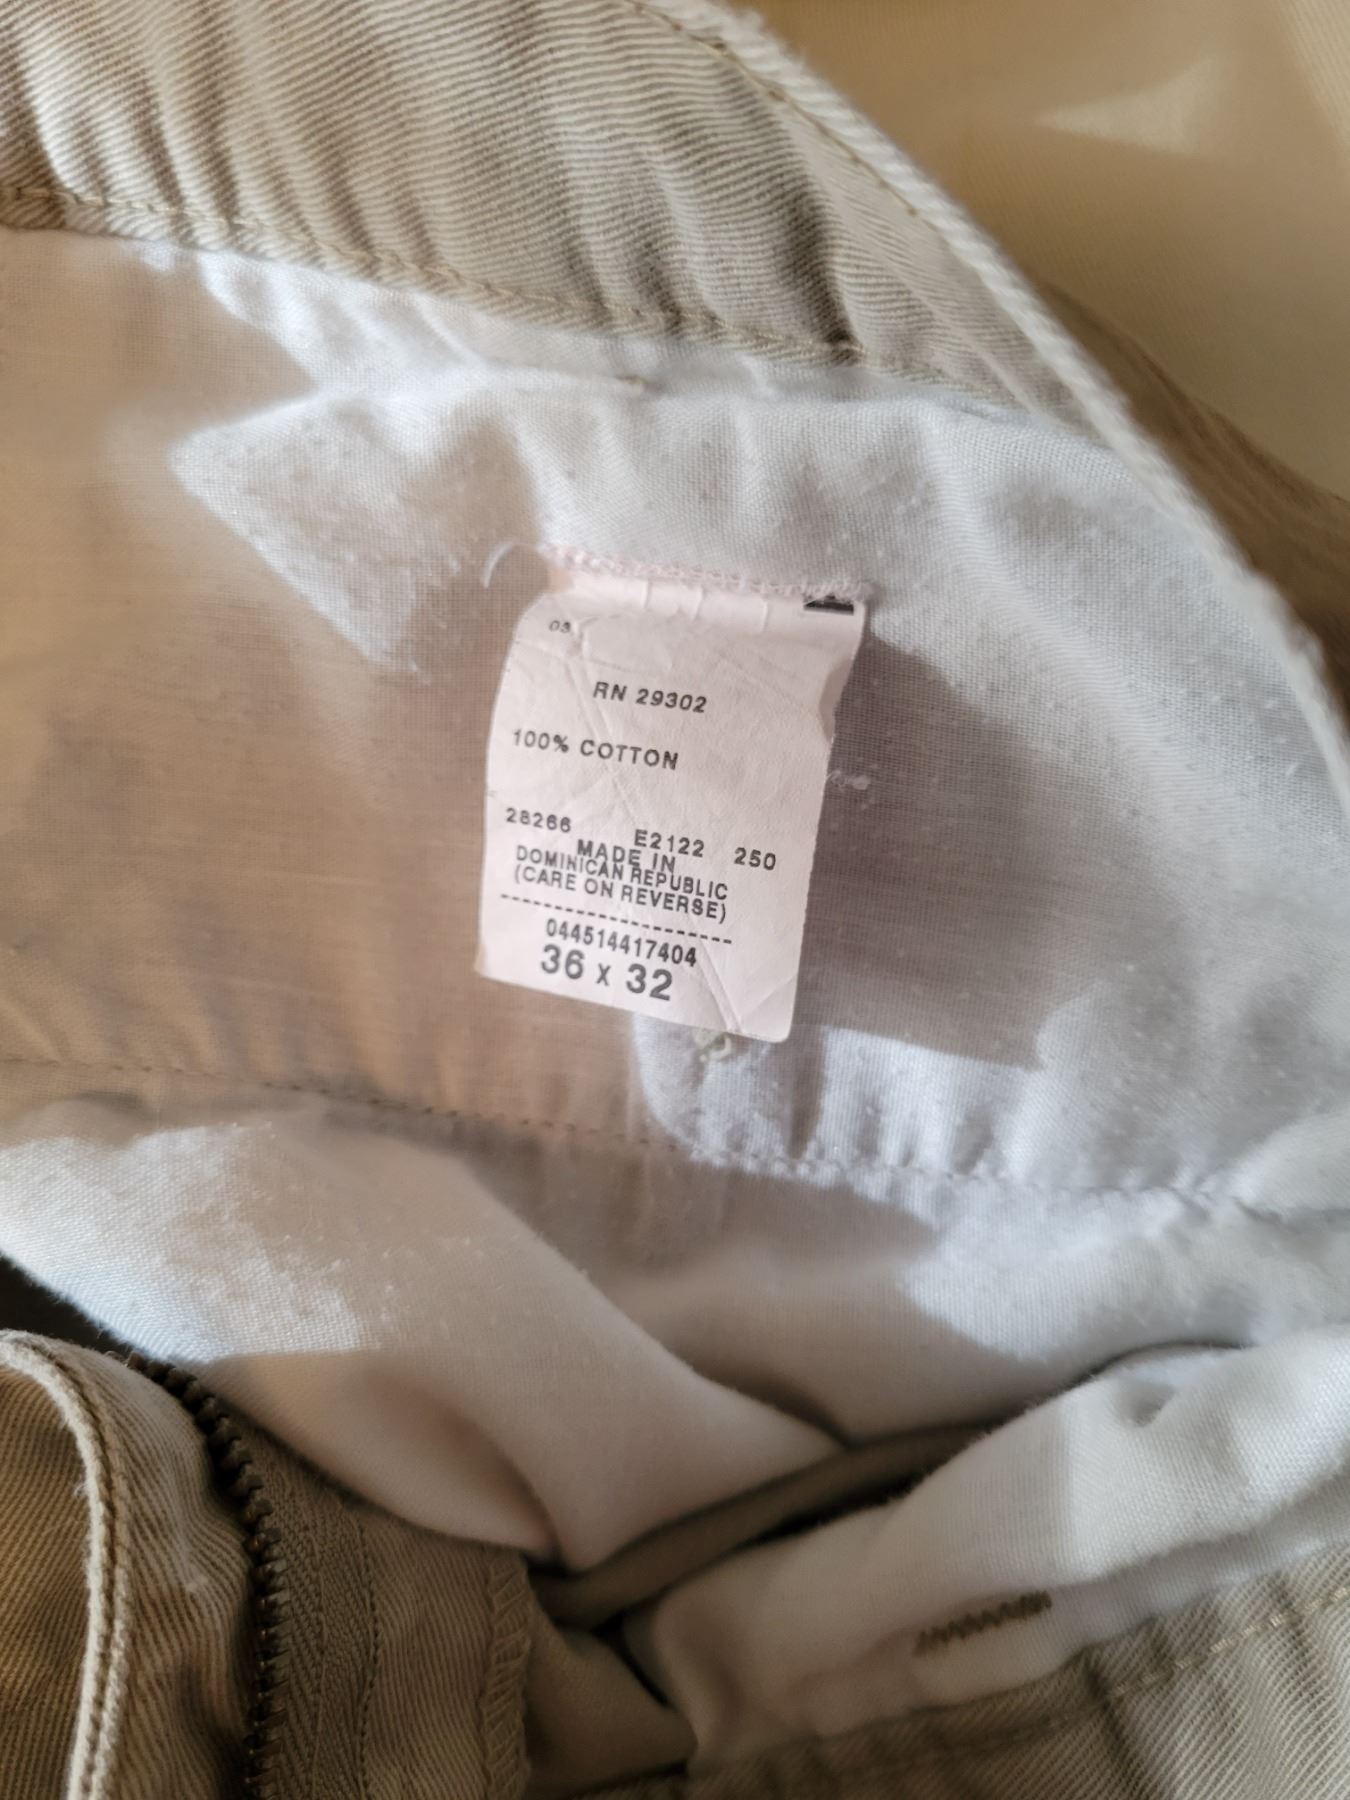 03
RN 29302
100% COTTON
28266 E2122 250
MADE IN
DOMINICAN REPUBLIC
(CARE ON REVERSE)
---------------------
044514417404
36 x 32